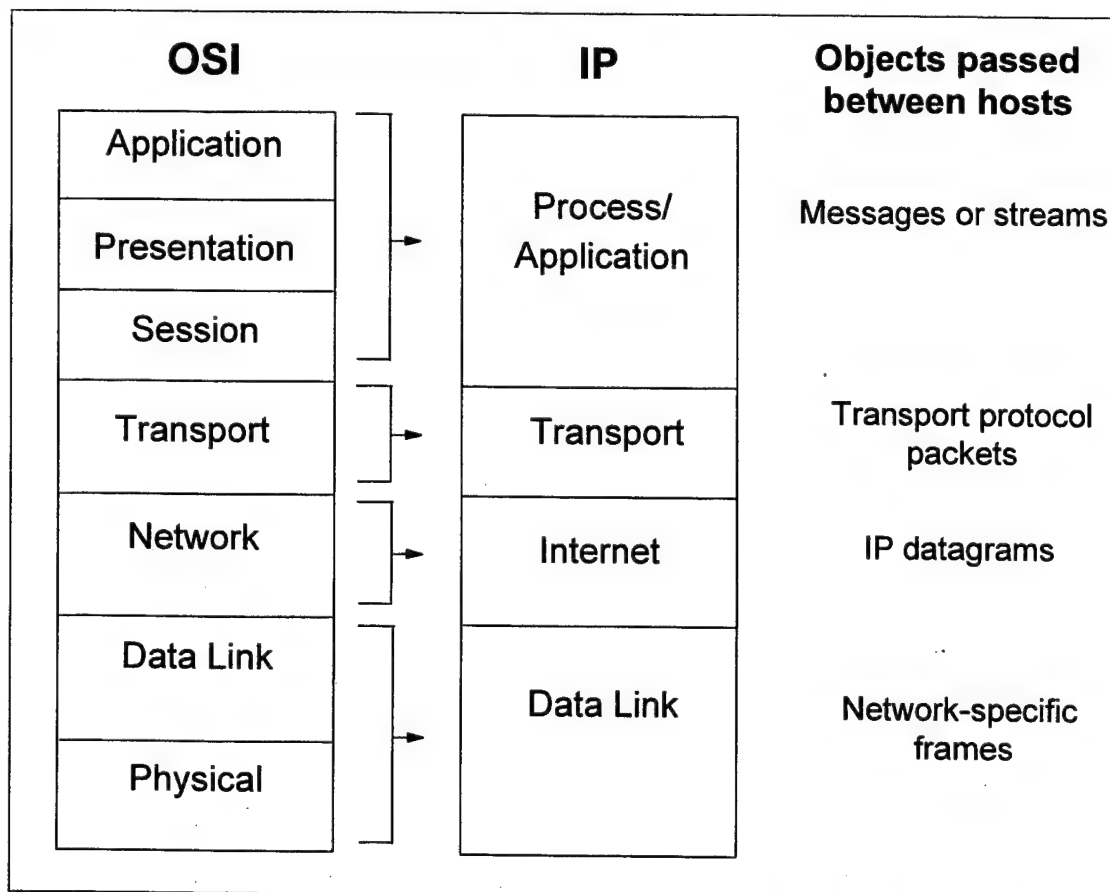 OSI
Application
Presentation
Session
Transport
Network
Data Link
Physical
IP
Process/
Application
Transport
Internet
Data Link
Objects passed
between hosts
Messages or streams
Transport protocol
packets
IP datagrams
Network-specific
frames